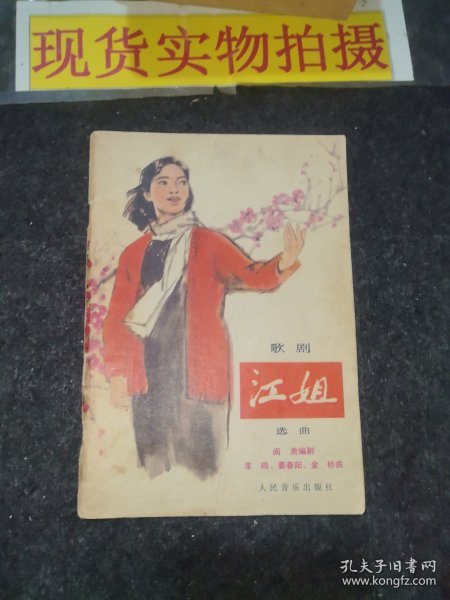 现货实物拍摄
歌剧
江姐
选曲
阎肃编剧
羊鸣、姜春阳、金砂曲
人民音乐出版社
孔夫子旧书网
www.kongfz.com